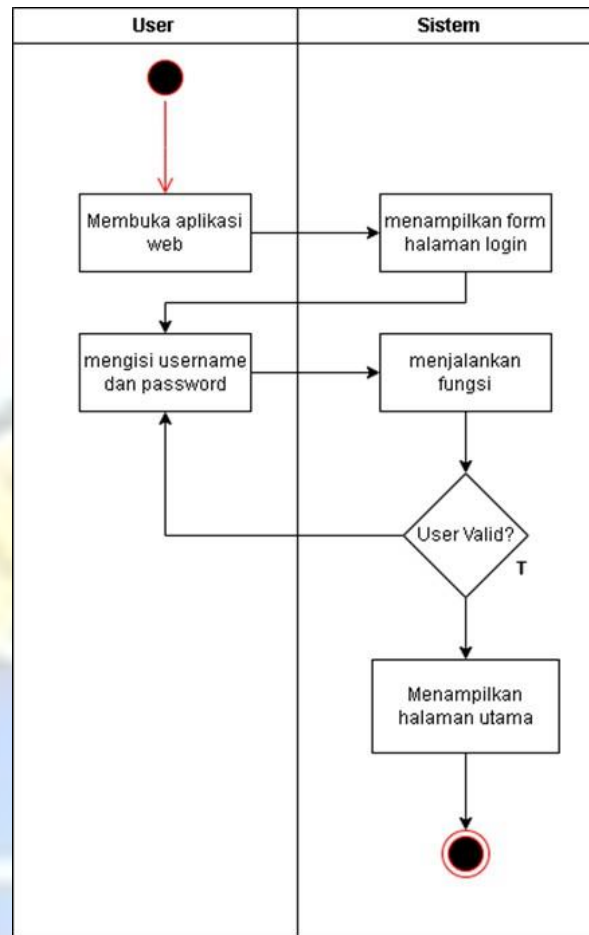 User
Sistem
Membuka aplikasi
web
menampilkan form
halaman login
mengisi username
dan password
menjalankan
fungsi
User Valid?
T
Menampilkan
halaman utama